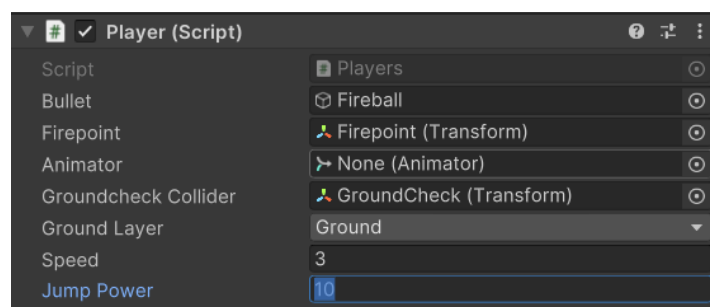 Player (Script)
Script Players
Bullet Fireball
Firepoint Firepoint (Transform)
Animator None (Animator)
Groundcheck Collider GroundCheck (Transform)
Ground Layer Ground
Speed 3
Jump Power 10